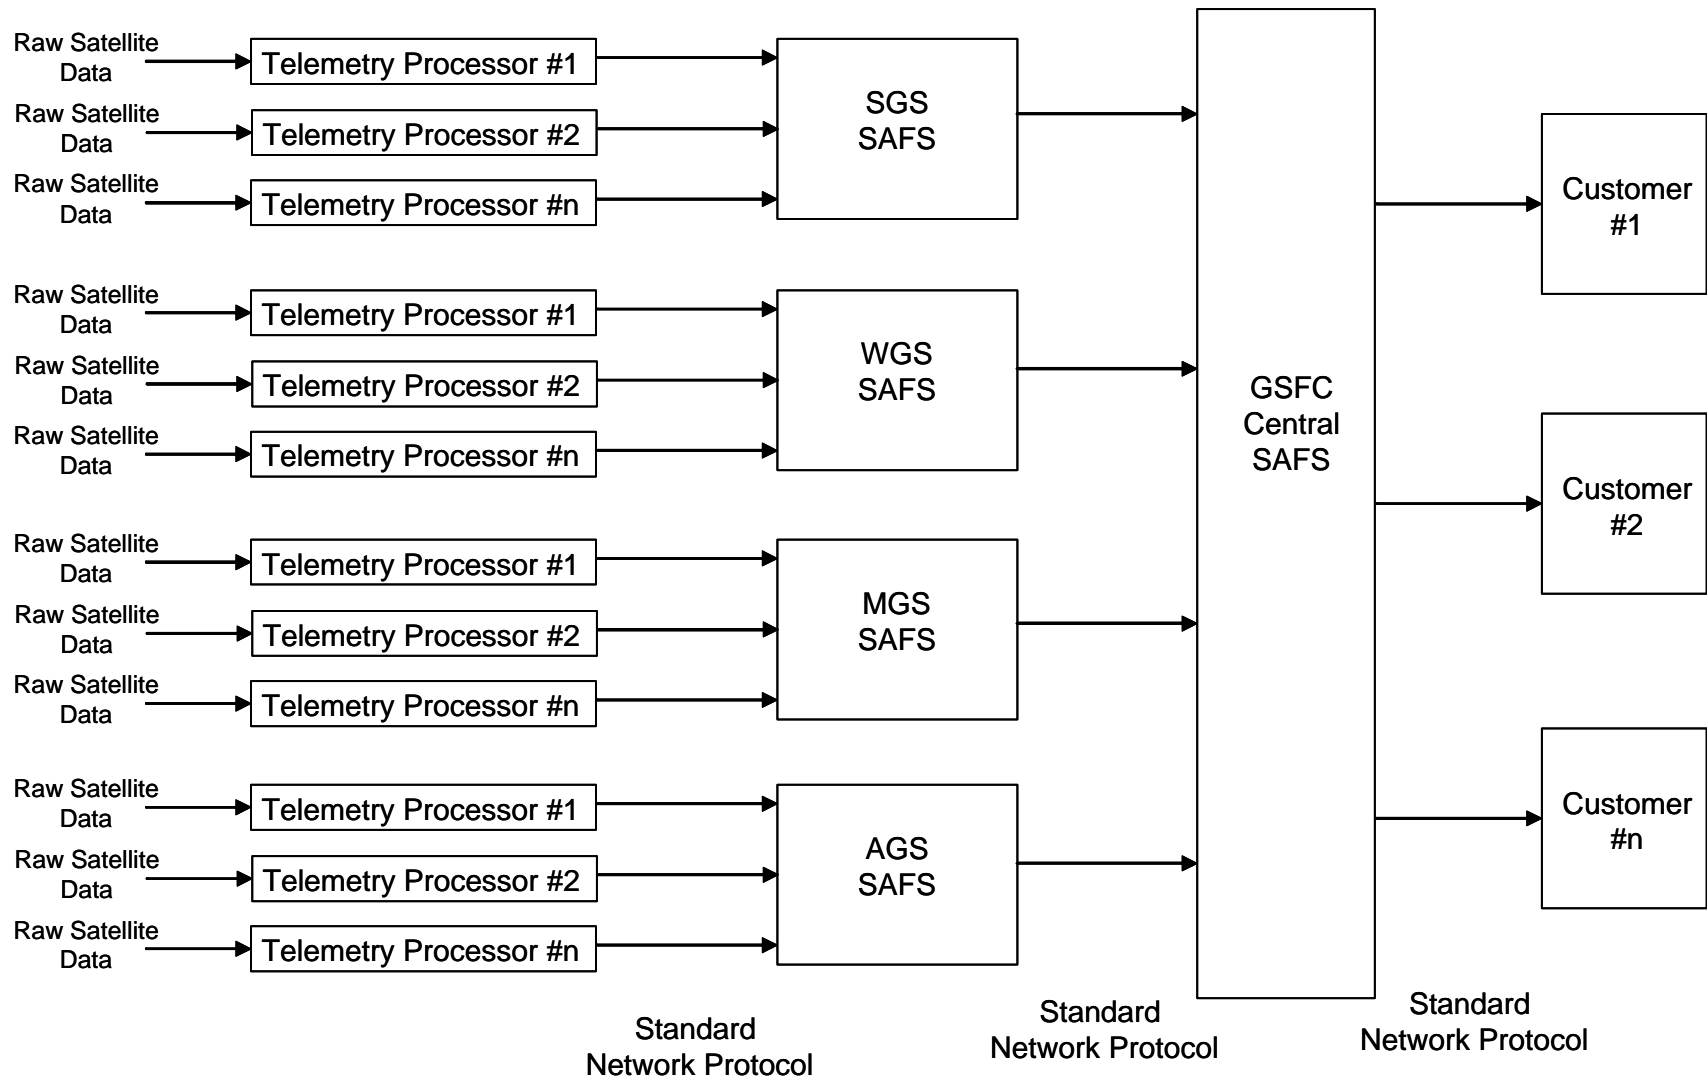 Raw Satellite
Data
Telemetry Processor #1
Raw Satellite
Data
Telemetry Processor #2
Raw Satellite
Data
Telemetry Processor #n
SGS
SAFS
Raw Satellite
Data
Telemetry Processor #1
Raw Satellite
Data
Telemetry Processor #2
Raw Satellite
Data
Telemetry Processor #n
WGS
SAFS
Raw Satellite
Data
Telemetry Processor #1
Raw Satellite
Data
Telemetry Processor #2
Raw Satellite
Data
Telemetry Processor #n
MGS
SAFS
Raw Satellite
Data
Telemetry Processor #1
Raw Satellite
Data
Telemetry Processor #2
Raw Satellite
Data
Telemetry Processor #n
AGS
SAFS
GSFC
Central
SAFS
Customer
#1
Customer
#2
Customer
#n
Standard
Network Protocol
Standard
Network Protocol
Standard
Network Protocol